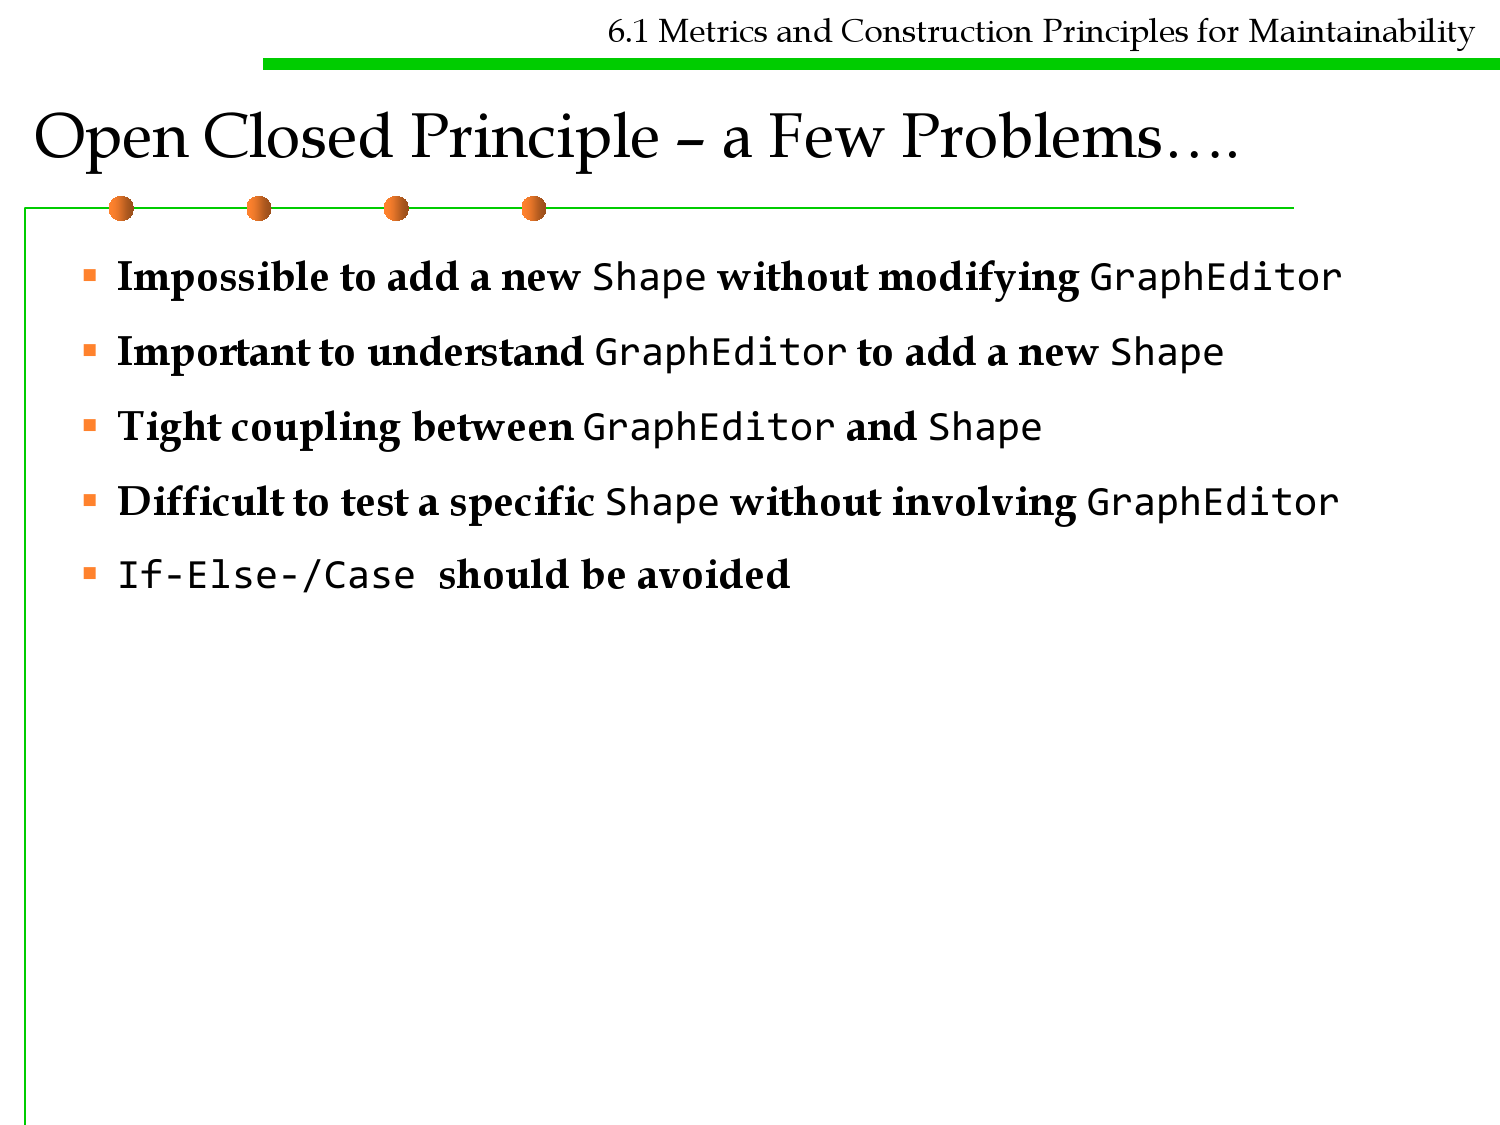 6.1 Metrics and Construction Principles for Maintainability
Open Closed Principle – a Few Problems….
▪ Impossible to add a new Shape without modifying GraphEditor
▪ Important to understand GraphEditor to add a new Shape
▪ Tight coupling between GraphEditor and Shape
▪ Difficult to test a specific Shape without involving GraphEditor
▪ If-Else-/Case should be avoided